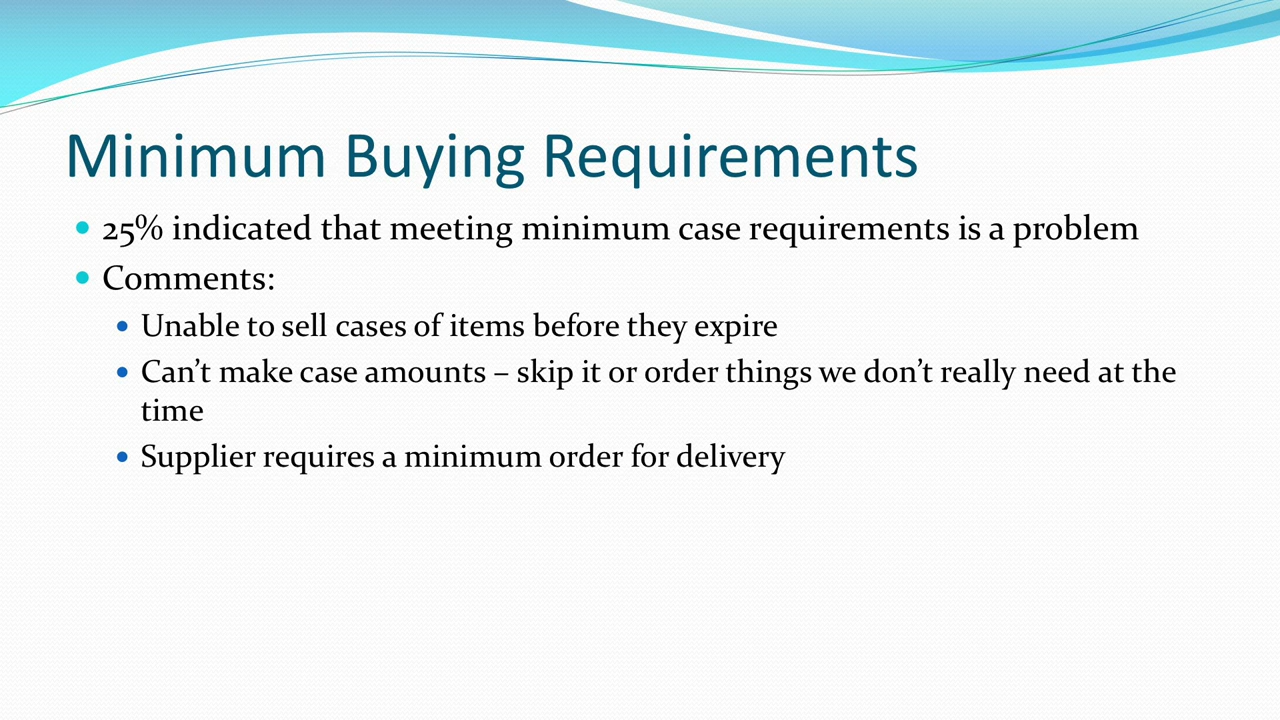 Minimum Buying Requirements
• 25% indicated that meeting minimum case requirements is a problem
• Comments:
• Unable to sell cases of items before they expire
• Can’t make case amounts – skip it or order things we don’t really need at the
time
• Supplier requires a minimum order for delivery